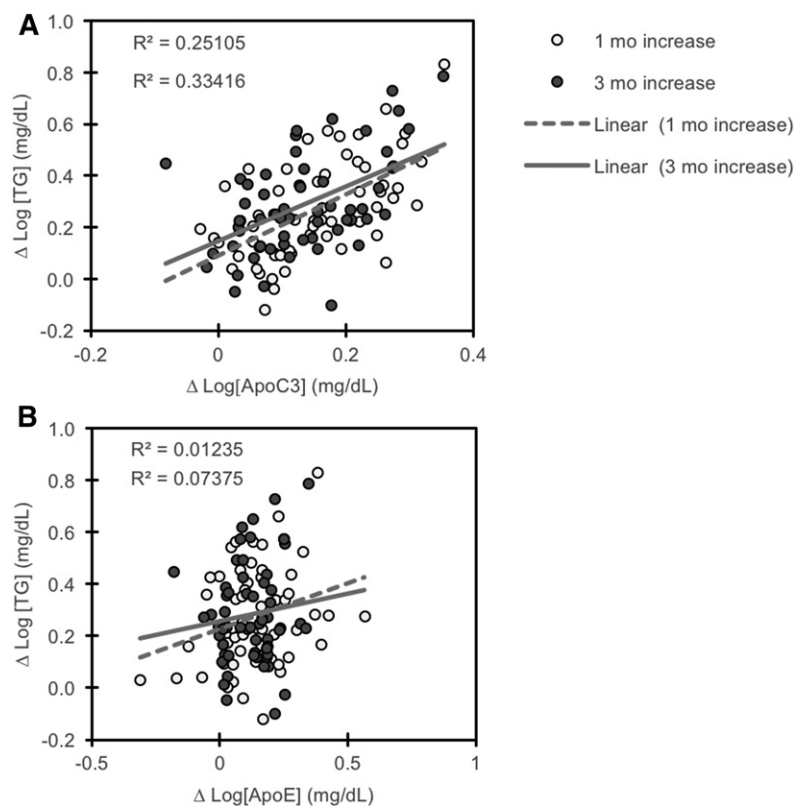 A
1.0
0.8
0.6
0.4
0.2
0.0
-0.2
Δ Log [TG] (mg/dL)
R² = 0.25105
R² = 0.33416
-0.2
0
0.2
0.4
Δ Log[ApoC3] (mg/dL)
1 mo increase
3 mo increase
Linear (1 mo increase)
Linear (3 mo increase)
B
1.0
0.8
0.6
0.4
0.2
0.0
-0.2
Δ Log [TG] (mg/dL)
R² = 0.01235
R² = 0.07375
-0.5
0
0.5
1
Δ Log[ApoE] (mg/dL)